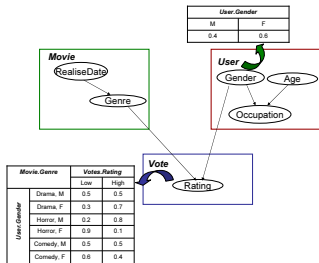 User.Gender
M F
0.4 0.6
Movie
RealiseDate
Genre
User
Gender
Age
Occupation
Movie.Genre Votes.Rating
Low High
User.Gender
Drama, M 0.5 0.5
Drama, F 0.3 0.7
Horror, M 0.2 0.8
Horror, F 0.9 0.1
Comedy, M 0.5 0.5
Comedy, F 0.6 0.4
Vote
Rating